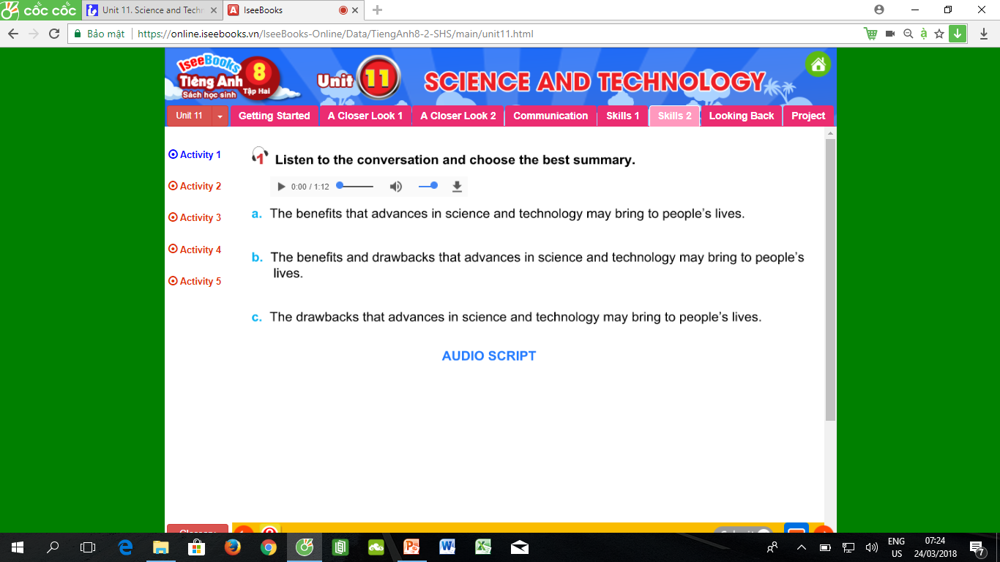 cốc cốc
Unit 11. Science and Techn
IseeBooks
Bảo mật
https://online.iseebooks.vn/IseeBooks-Online/Data/TiengAnh8-2-SHS/main/unit11.html
IseeBooks
Tiếng Anh 8
Sách học sinh Tập Hai
Unit 11 SCIENCE AND TECHNOLOGY
Unit 11 Getting Started A Closer Look 1 A Closer Look 2 Communication Skills 1 Skills 2 Looking Back Project
Activity 1
Activity 2
Activity 3
Activity 4
Activity 5
1 Listen to the conversation and choose the best summary.
0:00 / 1:12
a. The benefits that advances in science and technology may bring to people's lives.
b. The benefits and drawbacks that advances in science and technology may bring to people's
lives.
c. The drawbacks that advances in science and technology may bring to people's lives.
AUDIO SCRIPT
ENG
US
07:24
24/03/2018
7